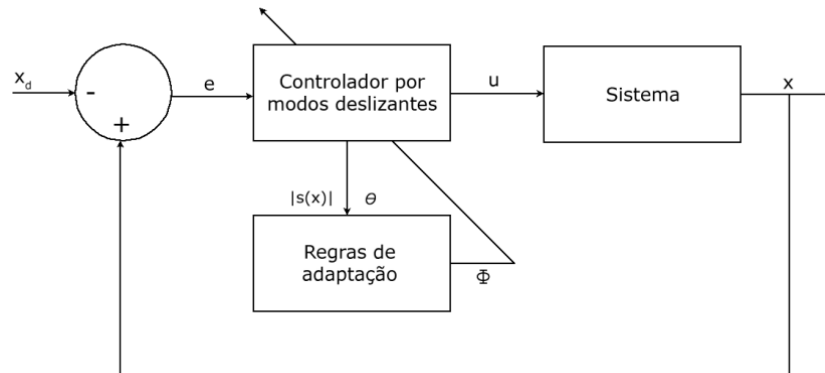 x_d
-
+
e
Controlador por
modos deslizantes
u
Sistema
x
|s(x)| ө
Regras de
adaptação
Φ